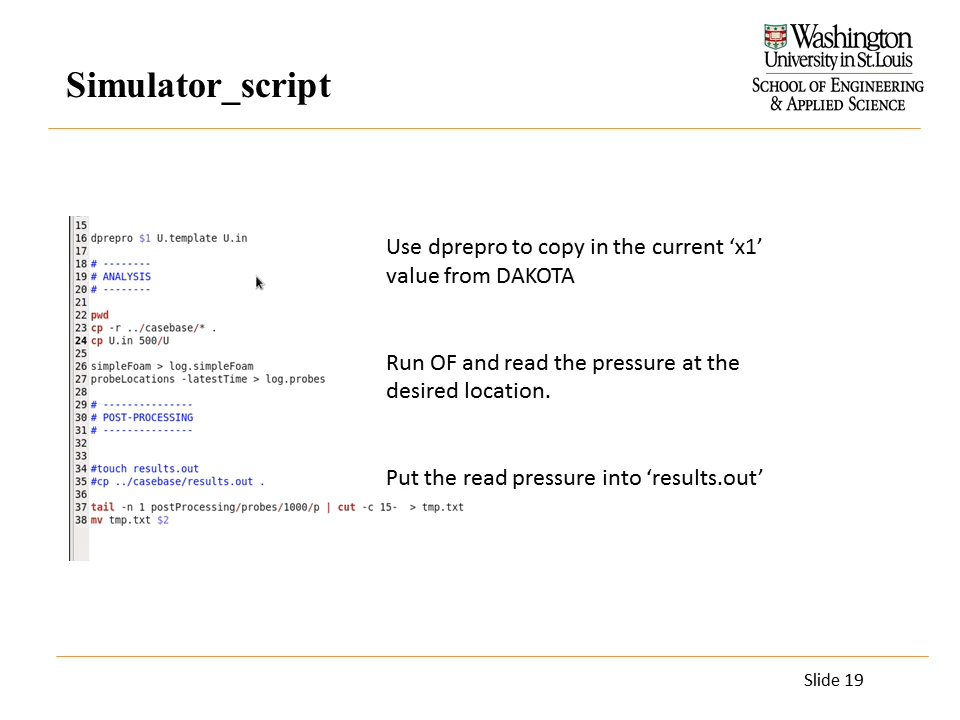 Simulator_script
Washington
University in St. Louis
SCHOOL OF ENGINEERING
& APPLIED SCIENCE
15
16 dprepro $1 U.template U.in
17
18 # --------
19 # ANALYSIS
20 # --------
21
22 pwd
23 cp -r ../casebase/* .
24 cp U.in 500/U
25
26 simpleFoam > log.simpleFoam
27 probeLocations -latestTime > log.probes
28
29 # ---------------
30 # POST-PROCESSING
31 # ---------------
32
33
34 #touch results.out
35 #cp ../casebase/results.out .
36
37 tail -n 1 postProcessing/probes/1000/p | cut -c 15-  > tmp.txt
38 mv tmp.txt $2
Use dprepro to copy in the current ‘x1’
value from DAKOTA
Run OF and read the pressure at the
desired location.
Put the read pressure into ‘results.out’
Slide 19